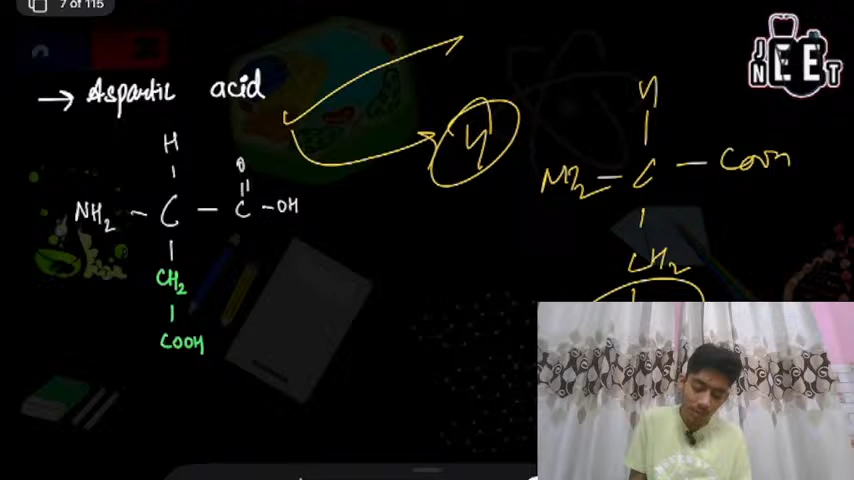 7 of 115
J
NEET
→ Aspartic acid
H
O
NH2 - C - C - OH
CH2
COOH
4
H
NH2 - C - COOH
CH2